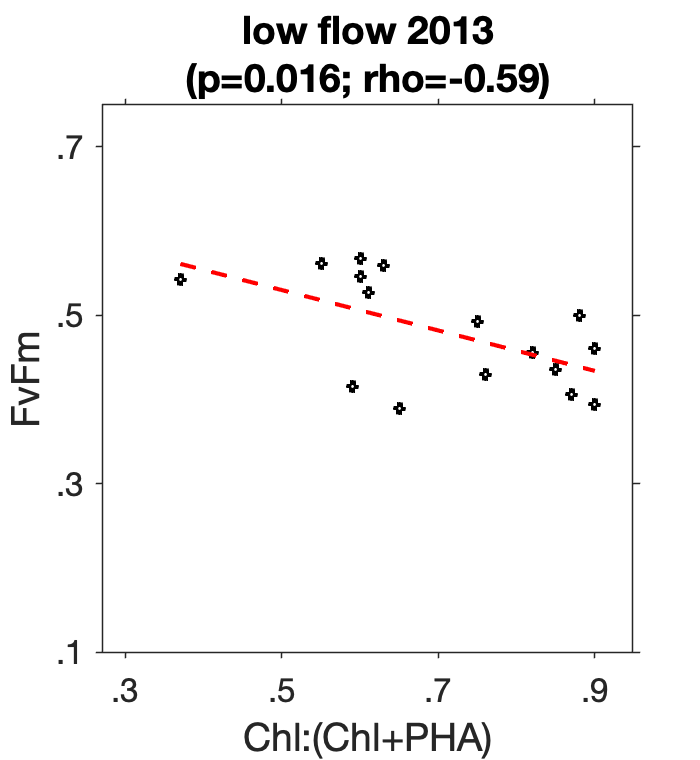 low flow 2013
(p=0.016; rho=-0.59)
.7
.5
.3
.1
FvFm
.3 .5 .7 .9
Chl:(Chl+PHA)